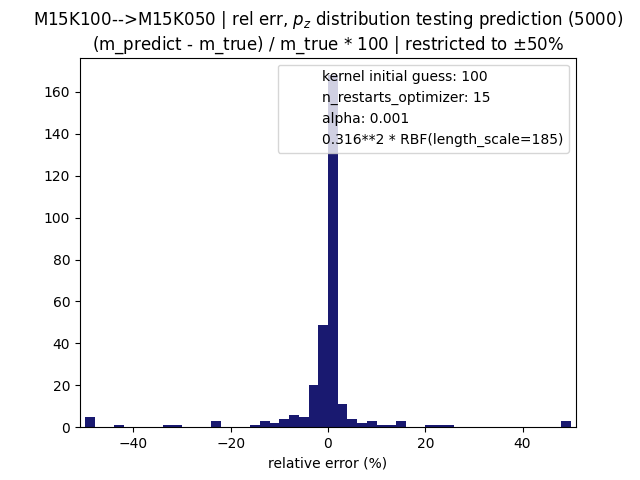 M15K100-->M15K050 | rel err, p_z distribution testing prediction (5000)
(m_predict - m_true) / m_true * 100 | restricted to ±50%
kernel initial guess: 100
n_restarts_optimizer: 15
alpha: 0.001
0.316**2 * RBF(length_scale=185)
160
140
120
100
80
60
40
20
0
−40 −20 0 20 40
relative error (%)